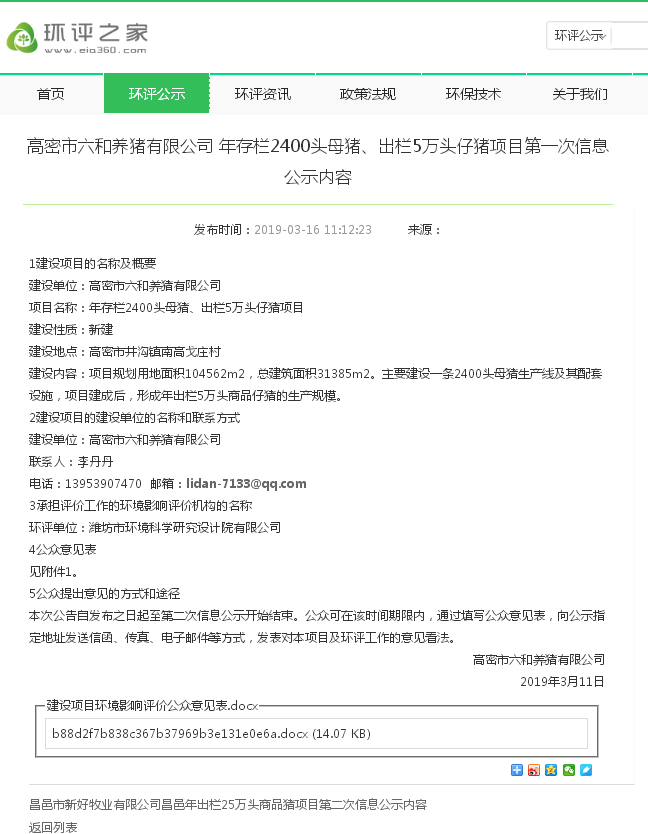 环评之家
www.eia360.com
环评公示
首页 环评公示 环评资讯 政策法规 环保技术 关于我们
高密市六和养猪有限公司 年存栏2400头母猪、出栏5万头仔猪项目第一次信息
公示内容
发布时间：2019-03-16 11:12:23 来源：
1建设项目的名称及概要
建设单位：高密市六和养猪有限公司
项目名称：年存栏2400头母猪、出栏5万头仔猪项目
建设性质：新建
建设地点：高密市井沟镇南高戈庄村
建设内容：项目规划用地面积104562m2，总建筑面积31385m2。主要建设一条2400头母猪生产线及其配套
设施，项目建成后，形成年出栏5万头商品仔猪的生产规模。
2建设项目的建设单位的名称和联系方式
建设单位：高密市六和养猪有限公司
联系人：李丹丹
电话：13953907470 邮箱：lidan-7133@qq.com
3承担评价工作的环境影响评价机构的名称
环评单位：潍坊市环境科学研究设计院有限公司
4公众意见表
见附件1。
5公众提出意见的方式和途径
本次公告自发布之日起至第二次信息公示开始结束。公众可在该时间期限内，通过填写公众意见表，向公示指
定地址发送信函、传真、电子邮件等方式，发表对本项目及环评工作的意见看法。
高密市六和养猪有限公司
2019年3月11日
建设项目环境影响评价公众意见表.docx
b88d2f7b838c367b37969b3e131e0e6a.docx (14.07 KB)
昌邑市新好牧业有限公司昌邑年出栏25万头商品猪项目第二次信息公示内容
返回列表